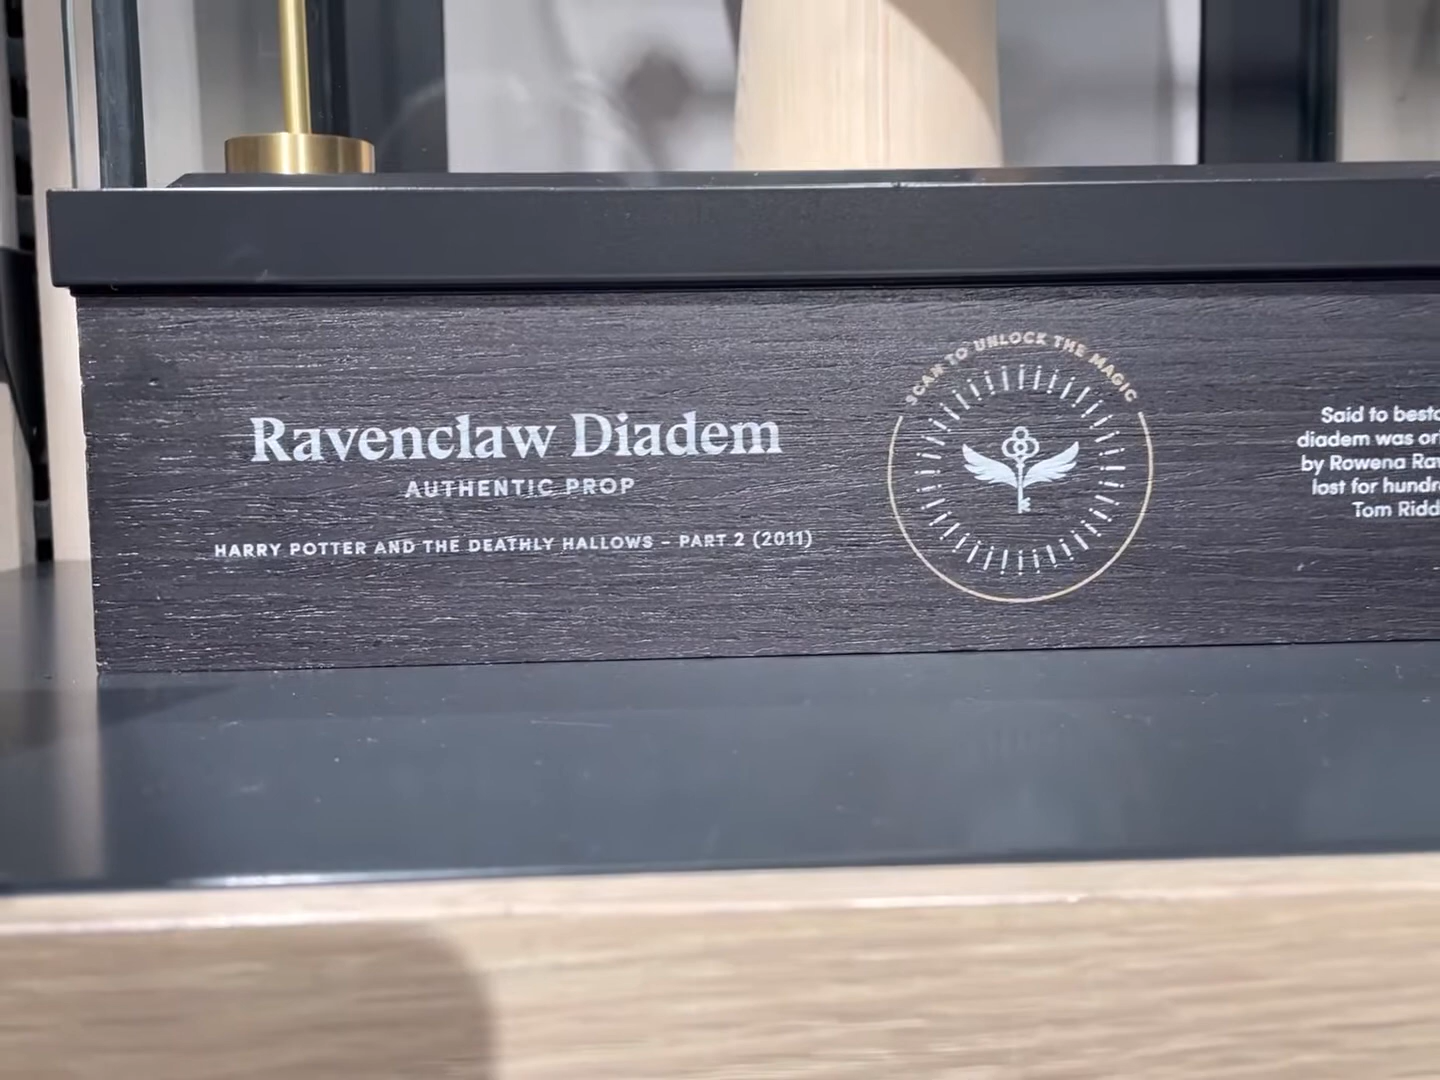 Ravenclaw Diadem
AUTHENTIC PROP
HARRY POTTER AND THE DEATHLY HALLOWS – PART 2 (2011)
SCAN TO UNLOCK THE MAGIC
Said to
diadem was
by Rowena
lost for
Tom